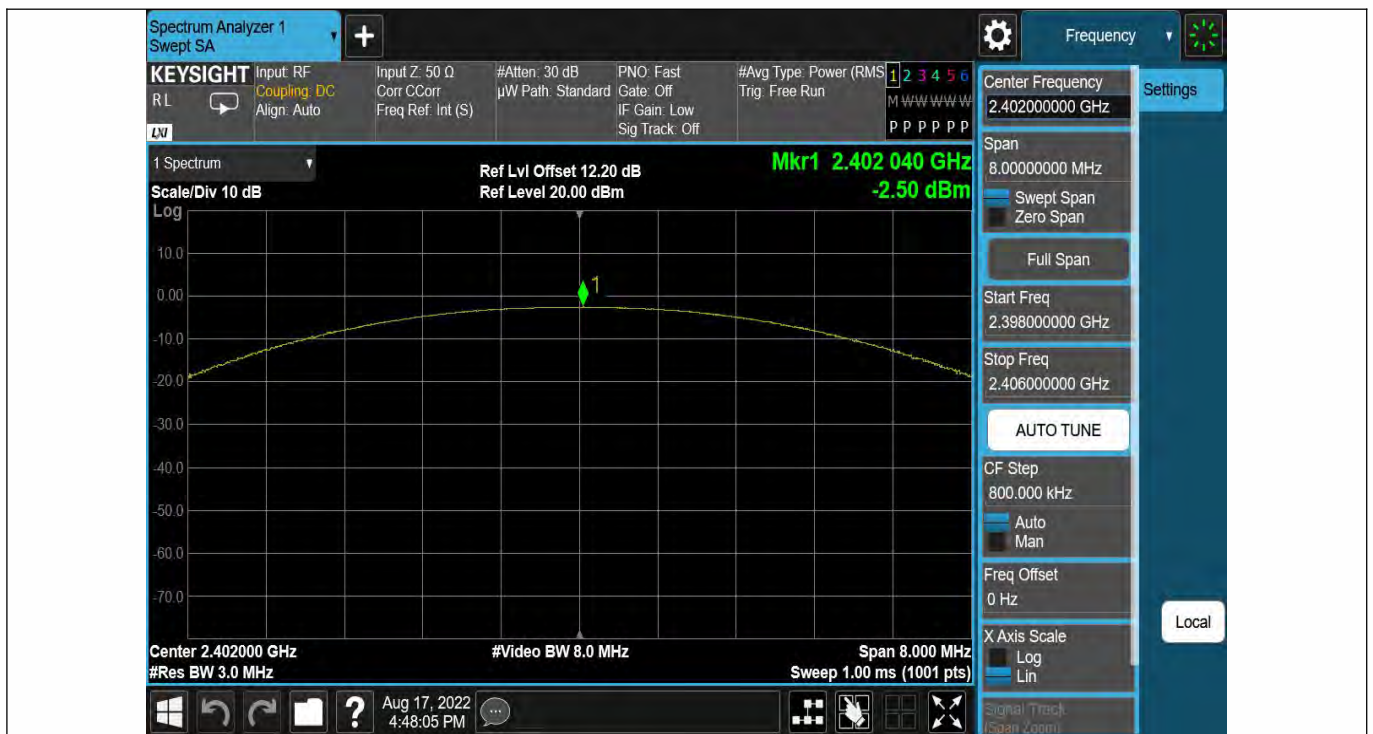 Spectrum Analyzer 1
Swept SA
+
Frequency
KEYSIGHT
RL
LXI
Input: RF
Coupling: DC
Align: Auto
Input Z: 50 Ω
Corr CCorr
Freq Ref: Int (S)
#Atten: 30 dB
µW Path: Standard
PNO: Fast
Gate: Off
IF Gain: Low
Sig Track: Off
#Avg Type: Power (RMS
Trig: Free Run
1 2 3 4 5 6
M W W W W W
P P P P P P
Center Frequency
2.402000000 GHz
Settings
Span
8.00000000 MHz
Swept Span
Zero Span
Full Span
Start Freq
2.398000000 GHz
Stop Freq
2.406000000 GHz
AUTO TUNE
CF Step
800.000 kHz
Auto
Man
Freq Offset
0 Hz
X Axis Scale
Log
Lin
Signal Track
(Span Zoom)
Local
1 Spectrum
Scale/Div 10 dB
Log
Ref Lvl Offset 12.20 dB
Ref Level 20.00 dBm
Mkr1 2.402 040 GHz
-2.50 dBm
1
10.0
0.00
-10.0
-20.0
-30.0
-40.0
-50.0
-60.0
-70.0
Center 2.402000 GHz
#Video BW 8.0 MHz
Span 8.000 MHz
#Res BW 3.0 MHz
Sweep 1.00 ms (1001 pts)
?
Aug 17, 2022
4:48:05 PM